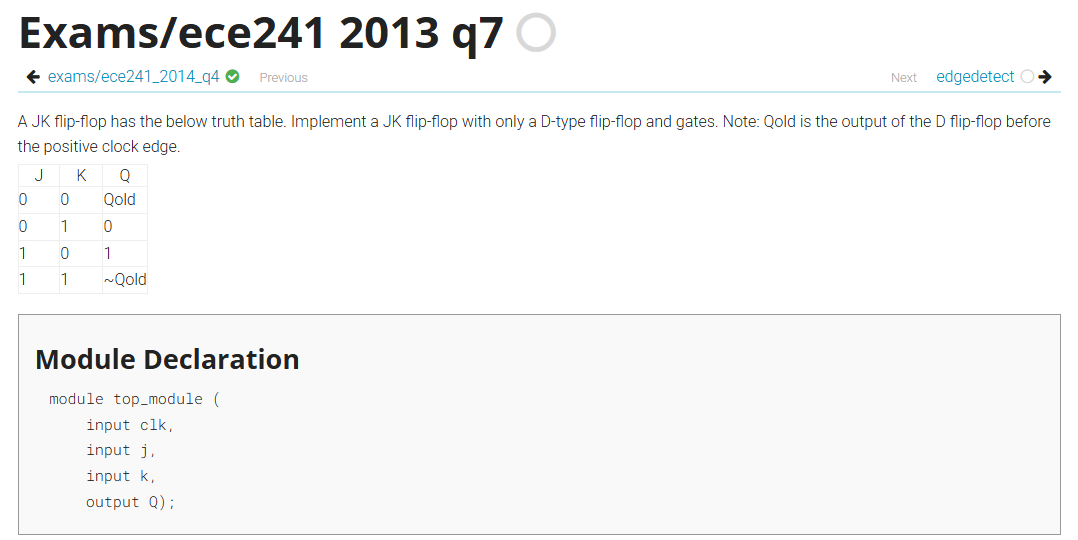 Exams/ece241 2013 q7
exams/ece241_2014_q4 Previous Next edgedetect
A JK flip-flop has the below truth table. Implement a JK flip-flop with only a D-type flip-flop and gates. Note: Qold is the output of the D flip-flop before
the positive clock edge.
J K Q
0 0 Qold
0 1 0
1 0 1
1 1 ~Qold
Module Declaration
module top_module (
    input clk,
    input j,
    input k,
    output Q);